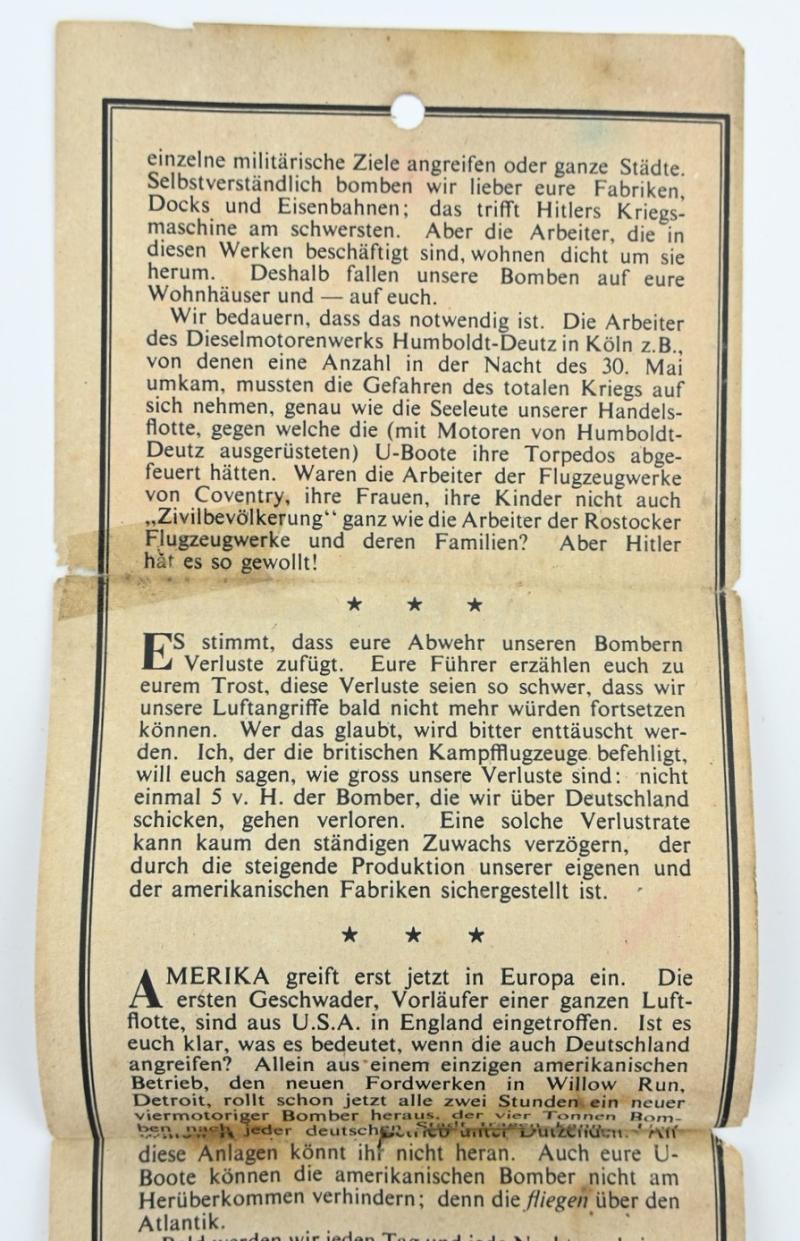 einzelne militärische Ziele angreifen oder ganze Städte.
Selbstverständlich bomben wir lieber eure Fabriken,
Docks und Eisenbahnen; das trifft Hitlers Kriegs-
maschine am schwersten. Aber die Arbeiter, die in
diesen Werken beschäftigt sind, wohnen dicht um sie
herum. Deshalb fallen unsere Bomben auf eure
Wohnhäuser und — auf euch.
Wir bedauern, dass das notwendig ist. Die Arbeiter
des Dieselmotorenwerks Humboldt-Deutz in Köln z.B.,
von denen eine Anzahl in der Nacht des 30. Mai
umkam, mussten die Gefahren des totalen Kriegs auf
sich nehmen, genau wie die Seeleute unserer Handels-
flotte, gegen welche die (mit Motoren von Humboldt-
Deutz ausgerüsteten) U-Boote ihre Torpedos abge-
feuert hätten. Waren die Arbeiter der Flugzeugwerke
von Coventry, ihre Frauen, ihre Kinder nicht auch
„Zivilbevölkerung“ ganz wie die Arbeiter der Rostocker
Flugzeugwerke und deren Familien? Aber Hitler
hat es so gewollt!
★ ★ ★
ES stimmt, dass eure Abwehr unseren Bombern
Verluste zufügt. Eure Führer erzählen euch zu
eurem Trost, diese Verluste seien so schwer, dass wir
unsere Luftangriffe bald nicht mehr würden fortsetzen
können. Wer das glaubt, wird bitter enttäuscht wer-
den. Ich, der die britischen Kampfflugzeuge befehligt,
will euch sagen, wie gross unsere Verluste sind: nicht
einmal 5 v. H. der Bomber, die wir über Deutschland
schicken, gehen verloren. Eine solche Verlustrate
kann kaum den ständigen Zuwachs verzögern, der
durch die steigende Produktion unserer eigenen und
der amerikanischen Fabriken sichergestellt ist.
★ ★ ★
AMERIKA greift erst jetzt in Europa ein. Die
ersten Geschwader, Vorläufer einer ganzen Luft-
flotte, sind aus U.S.A. in England eingetroffen. Ist es
euch klar, was es bedeutet, wenn die auch Deutschland
angreifen? Allein aus einem einzigen amerikanischen
Betrieb, den neuen Fordwerken in Willow Run,
Detroit, rollt schon jetzt alle zwei Stunden ein neuer
viermotoriger Bomber heraus, der vier Tonnen Bom-
ben nach jeder
diese Anlagen könnt ihr nicht heran. Auch eure U-
Boote können die amerikanischen Bomber nicht am
Herüberkommen verhindern; denn die fliegen über den
Atlantik.
Bald werden wir jeden Tag und jede